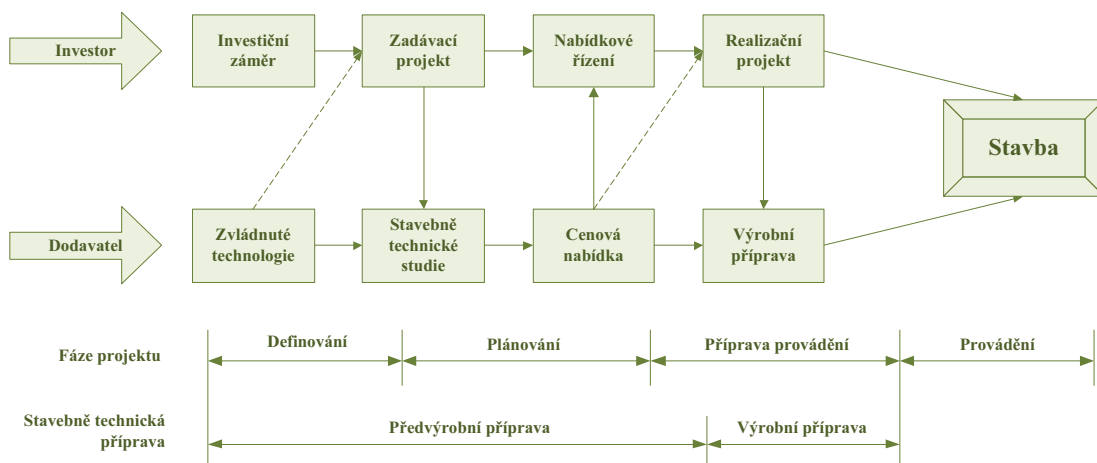 Investor
Investiční
záměr
Zadávací
projekt
Nabídkové
řízení
Realizační
projekt
Stavba
Dodavatel
Zvládnuté
technologie
Stavebně
technické
studie
Cenová
nabídka
Výrobní
příprava
Fáze projektu
Definování
Plánování
Příprava provádění
Provádění
Stavebně technická
příprava
Předvýrobní příprava
Výrobní příprava